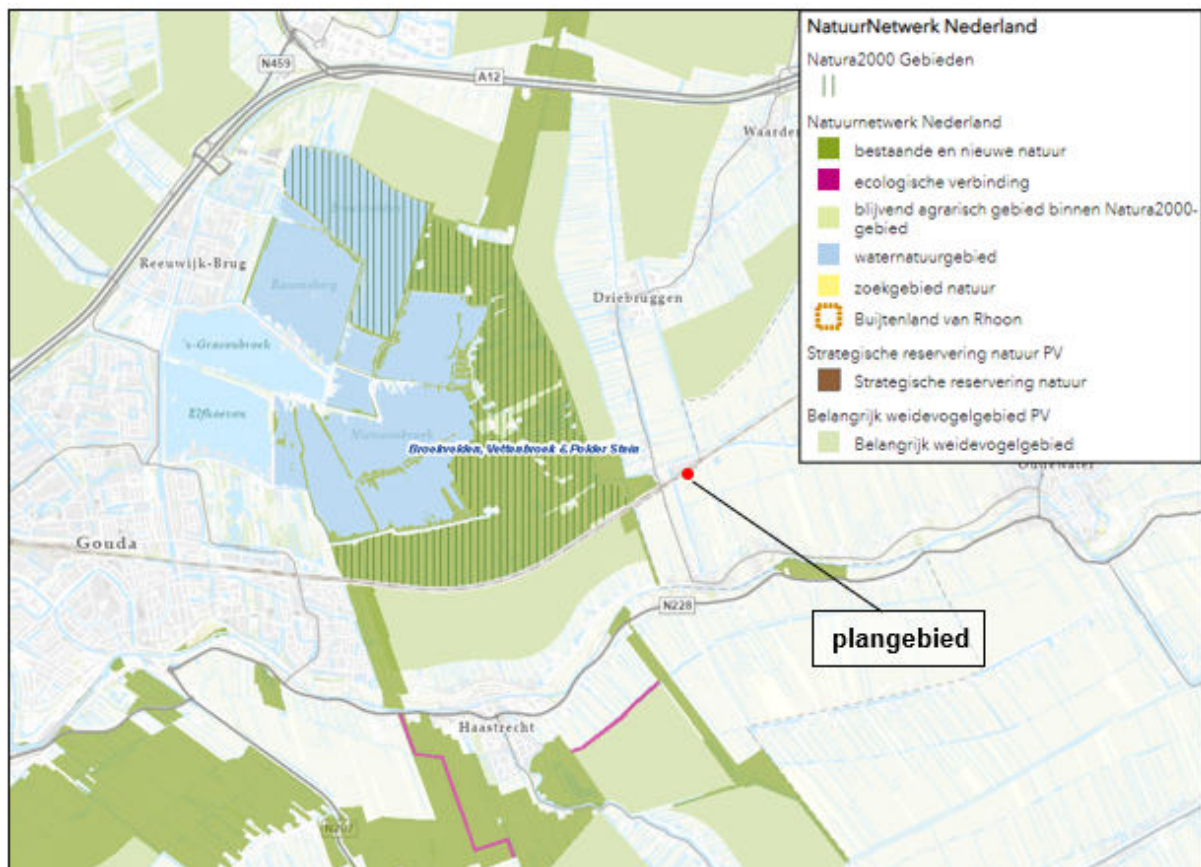 NatuurNetwerk Nederland
Natura2000 Gebieden
Natuurnetwerk Nederland
bestaande en nieuwe natuur
ecologische verbinding
blijvend agrarisch gebied binnen Natura2000-
gebied
waternatuurgebied
zoekgebied natuur
Buijtenland van Rhoon
Strategische reservering natuur PV
Strategische reservering natuur
Belangrijk weidevogelgebied PV
Belangrijk weidevogelgebied
N459
A12
Waarder
Reeuwijk-Brug
Ravensberg
Driebruggen
's-Gravenbroek
Elfhoeven
Broekvelden, Vettenbroek & Polder Stein
Oudewater
Gouda
N228
plangebied
Haastrecht
N207